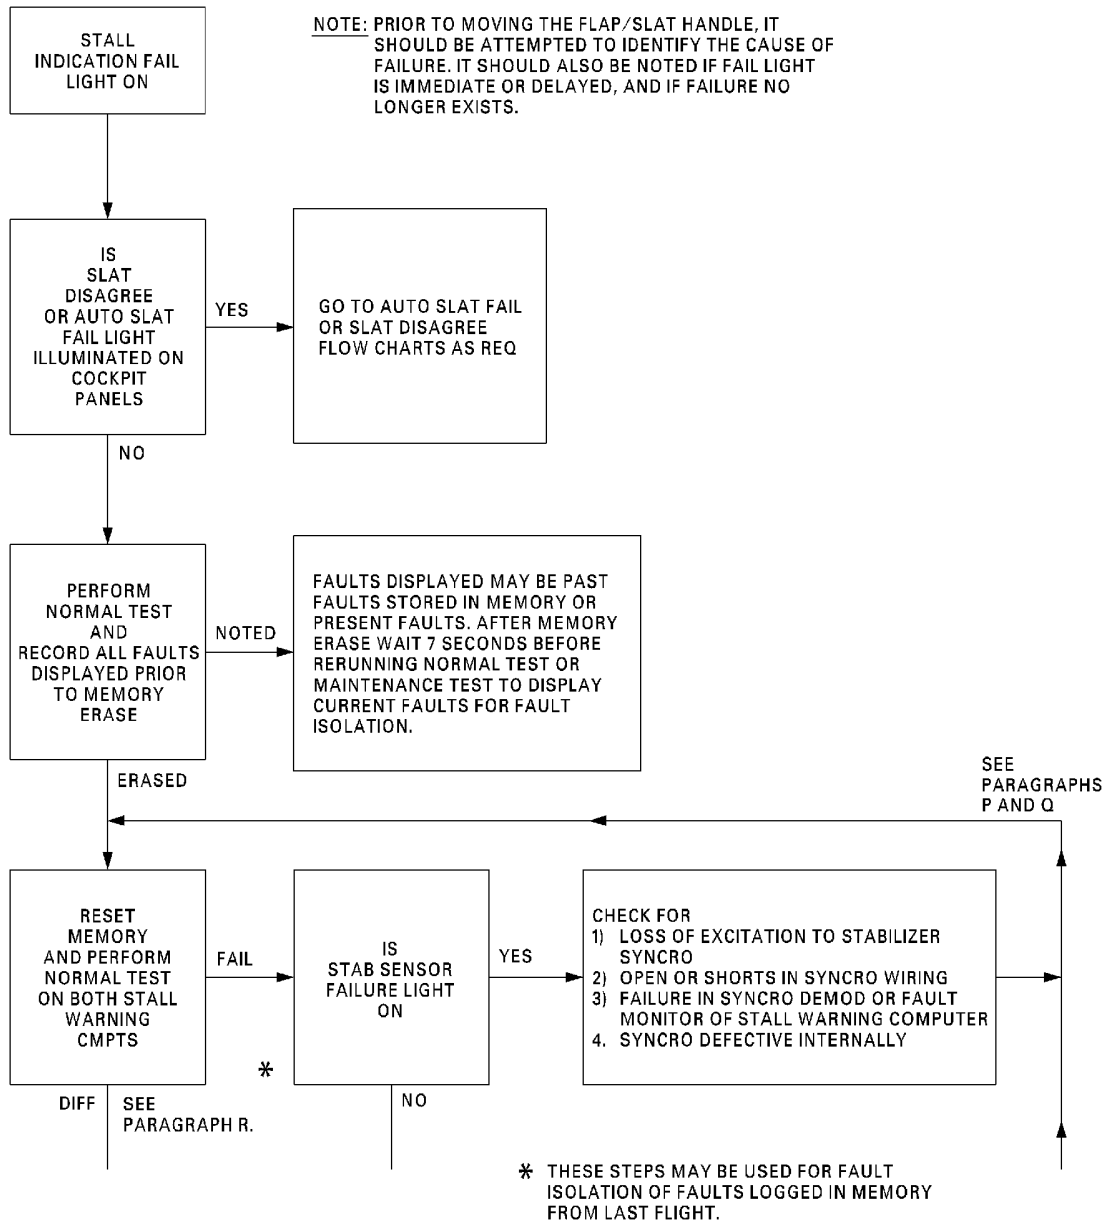 STALL
INDICATION FAIL
LIGHT ON
NOTE: PRIOR TO MOVING THE FLAP/SLAT HANDLE, IT
SHOULD BE ATTEMPTED TO IDENTIFY THE CAUSE OF
FAILURE. IT SHOULD ALSO BE NOTED IF FAIL LIGHT
IS IMMEDIATE OR DELAYED, AND IF FAILURE NO
LONGER EXISTS.
IS
SLAT
DISAGREE
OR AUTO SLAT
FAIL LIGHT
ILLUMINATED ON
COCKPIT
PANELS
YES
GO TO AUTO SLAT FAIL
OR SLAT DISAGREE
FLOW CHARTS AS REQ
NO
PERFORM
NORMAL TEST
AND
RECORD ALL FAULTS
DISPLAYED PRIOR
TO MEMORY
ERASE
NOTED
FAULTS DISPLAYED MAY BE PAST
FAULTS STORED IN MEMORY OR
PRESENT FAULTS. AFTER MEMORY
ERASE WAIT 7 SECONDS BEFORE
RERUNNING NORMAL TEST OR
MAINTENANCE TEST TO DISPLAY
CURRENT FAULTS FOR FAULT
ISOLATION.
ERASED
SEE
PARAGRAPHS
P AND Q
RESET
MEMORY
AND PERFORM
NORMAL TEST
ON BOTH STALL
WARNING
CMPTS
FAIL
*
IS
STAB SENSOR
FAILURE LIGHT
ON
YES
CHECK FOR
1) LOSS OF EXCITATION TO STABILIZER
SYNCRO
2) OPEN OR SHORTS IN SYNCRO WIRING
3) FAILURE IN SYNCRO DEMOD OR FAULT
MONITOR OF STALL WARNING COMPUTER
4. SYNCRO DEFECTIVE INTERNALLY
DIFF
SEE
PARAGRAPH R.
NO
* THESE STEPS MAY BE USED FOR FAULT
ISOLATION OF FAULTS LOGGED IN MEMORY
FROM LAST FLIGHT.